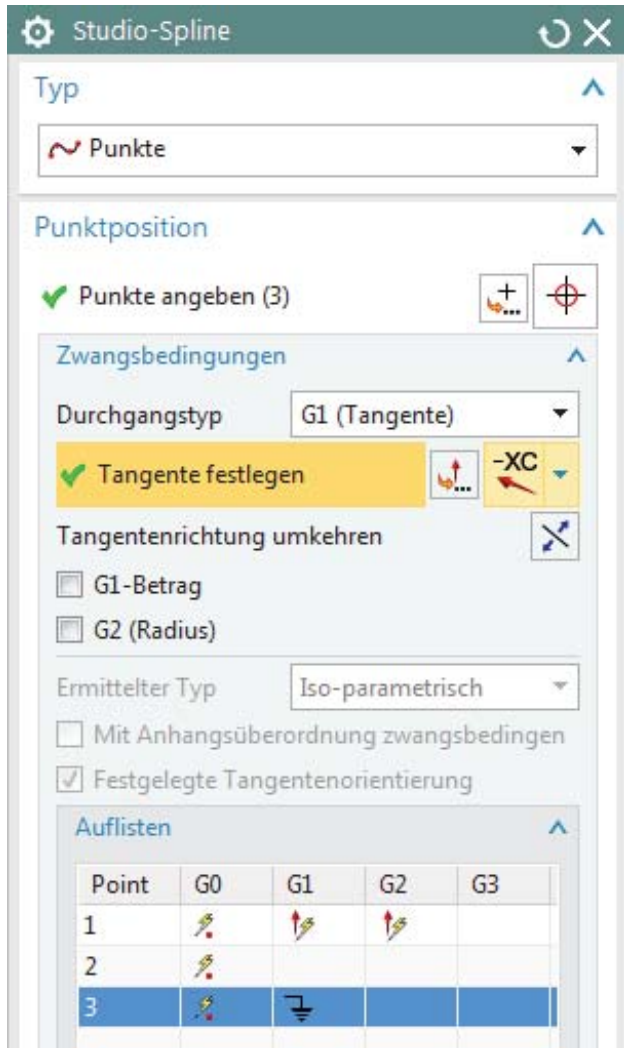 Studio-Spline
Typ
Punkte
Punktposition
Punkte angeben (3)
Zwangsbedingungen
Durchgangstyp G1 (Tangente)
Tangente festlegen -XC
Tangentenrichtung umkehren
G1-Betrag
G2 (Radius)
Ermittelter Typ Iso-parametrisch
Mit Anhangsüberordnung zwangsbedingen
Festgelegte Tangentenorientierung
Auflisten
Point G0 G1 G2 G3
1
2
3